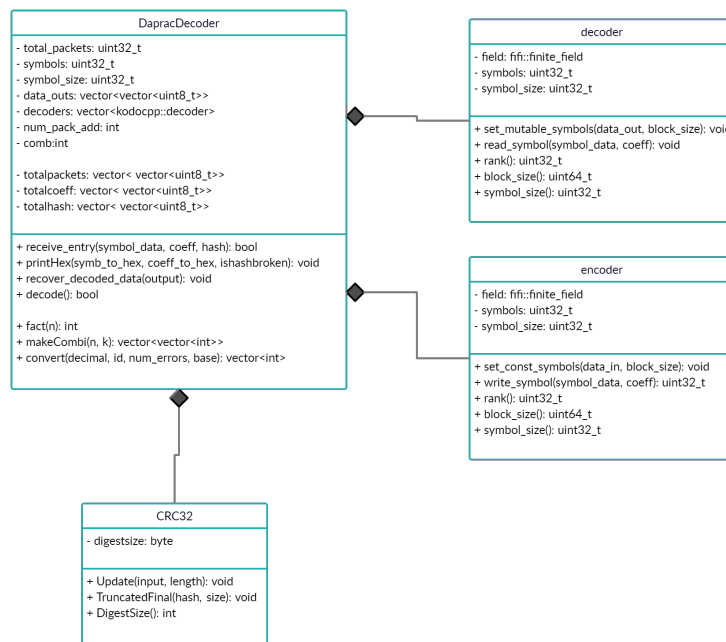 DapracDecoder
- total_packets: uint32_t
- symbols: uint32_t
- symbol_size: uint32_t
- data_outs: vector<vector<uint8_t>>
- decoders: vector<kodocpp::decoder>
- num_pack_add: int
- comb:int
- totalpackets: vector< vector<uint8_t>>
- totalcoeff: vector< vector<uint8_t>>
- totalhash: vector< vector<uint8_t>>
+ receive_entry(symbol_data, coeff, hash): bool
+ printHex(symb_to_hex, coeff_to_hex, ishashbroken): void
+ recover_decoded_data(output): void
+ decode(): bool
+ fact(n): int
+ makeCombi(n, k): vector<vector<int>>
+ convert(decimal, id, num_errors, base): vector<int>
decoder
- field: fifi::finite_field
- symbols: uint32_t
- symbol_size: uint32_t
+ set_mutable_symbols(data_out, block_size): voi
+ read_symbol(symbol_data, coeff): void
+ rank(): uint32_t
+ block_size(): uint64_t
+ symbol_size(): uint32_t
encoder
- field: fifi::finite_field
- symbols: uint32_t
- symbol_size: uint32_t
+ set_const_symbols(data_in, block_size): void
+ write_symbol(symbol_data, coeff): uint32_t
+ rank(): uint32_t
+ block_size(): uint64_t
+ symbol_size(): uint32_t
CRC32
- digestsize: byte
+ Update(input, length): void
+ TruncatedFinal(hash, size): void
+ DigestSize(): int